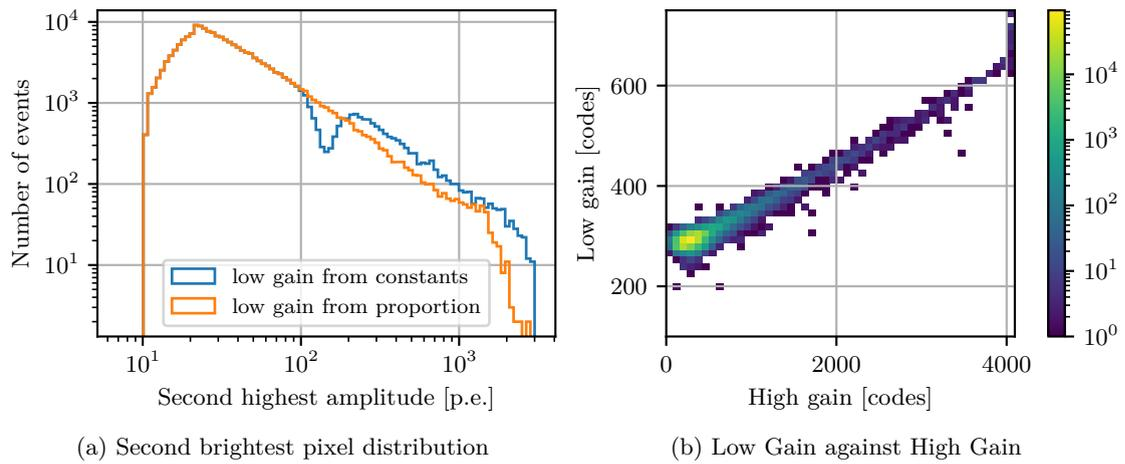 10^4
10^3
10^2
10^1
Number of events
low gain from constants
low gain from proportion
10^1 10^2 10^3
Second highest amplitude [p.e.]
(a) Second brightest pixel distribution
600
400
200
Low gain [codes]
0 2000 4000
High gain [codes]
10^4
10^3
10^2
10^1
10^0
(b) Low Gain against High Gain